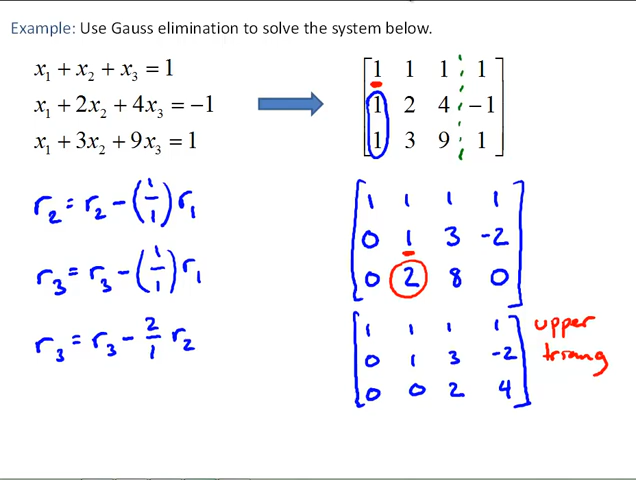 Example: Use Gauss elimination to solve the system below.
x₁ + x₂ + x₃ = 1
x₁ + 2x₂ + 4x₃ = −1
x₁ + 3x₂ + 9x₃ = 1
1 1 1 1
1 2 4 −1
1 3 9 1
r₂ = r₂ − (1/1) r₁
r₃ = r₃ − (1/1) r₁
r₃ = r₃ − 2/1 r₂
1 1 1 1
0 1 3 -2
0 2 8 0
1 1 1 1
0 1 3 -2
0 0 2 4
upper
triang